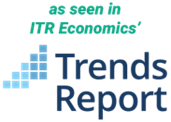 as seen in
ITR Economics’
Trends
Report